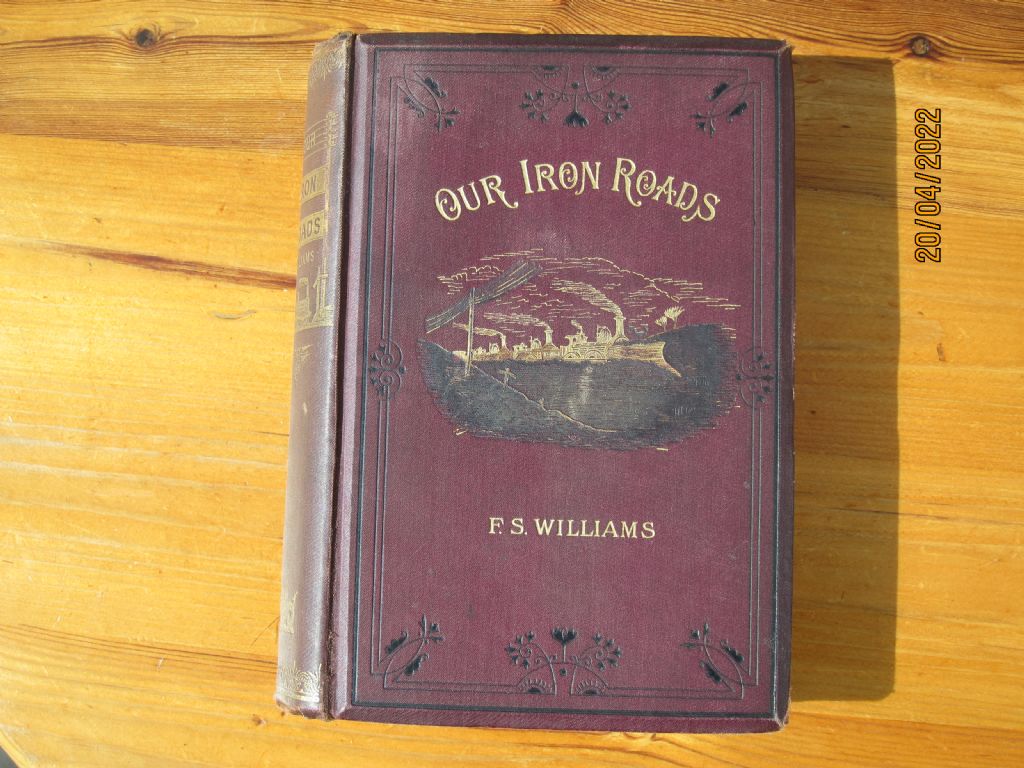 OUR IRON ROADS
F. S. WILLIAMS
20/04/2022